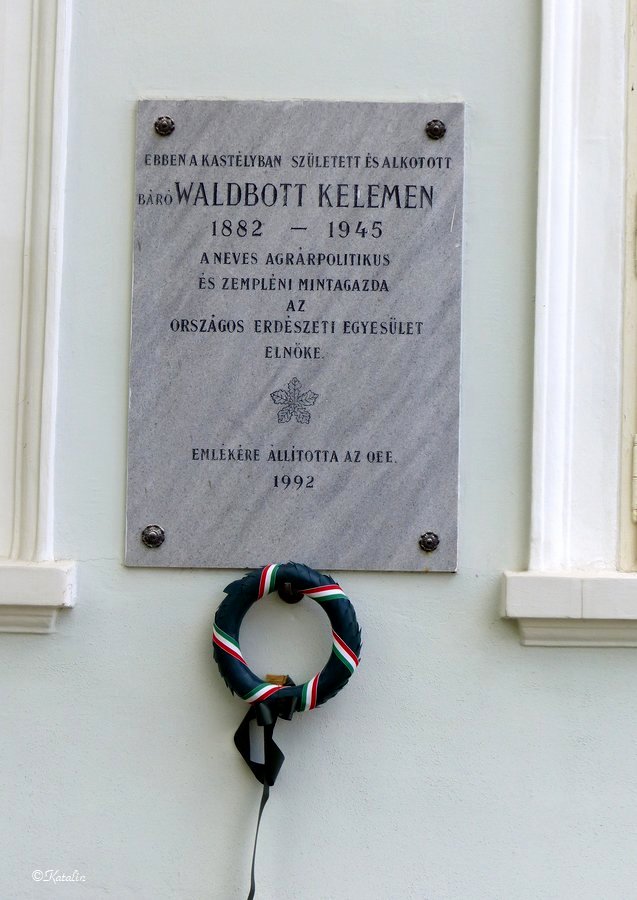 EBBEN A KASTÉLYBAN SZÜLETETT ÉS ALKOTOTT
BÁRÓ WALDBOTT KELEMEN
1882 – 1945
A NEVES AGRÁRPOLITIKUS
ÉS ZEMPLÉNI MINTAGAZDA
AZ
ORSZÁGOS ERDÉSZETI EGYESÜLET
ELNÖKE.
EMLÉKÉRE ÁLLÍTOTTA AZ OEE.
1992
©Katalin